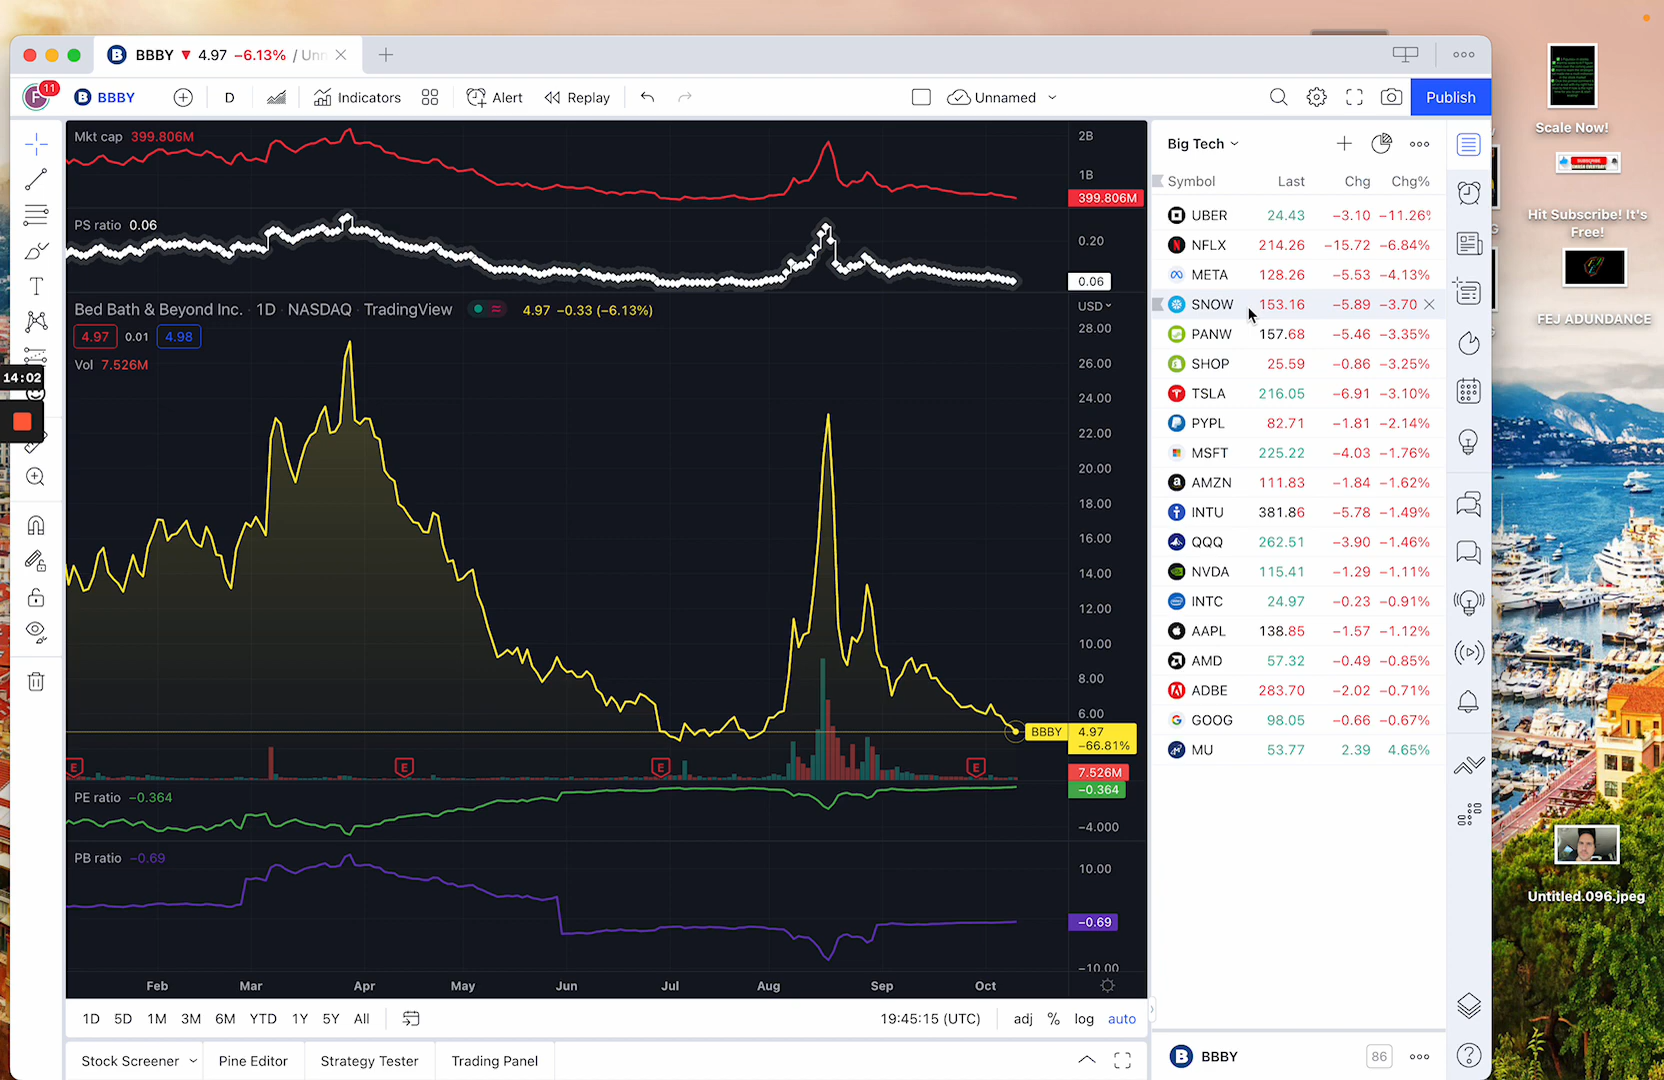 BBBY ▼ 4.97 −6.13% / Unn
11
F
BBBY
D
Indicators
Alert
Replay
Unnamed
Publish
Mkt cap 399.806M
2B
1B
399.806M
PS ratio 0.06
0.20
0.06
Bed Bath & Beyond Inc. · 1D · NASDAQ · TradingView
4.97 −0.33 (−6.13%)
USD
4.97 0.01 4.98
Vol 7.526M
28.00
26.00
24.00
22.00
20.00
18.00
16.00
14.00
12.00
10.00
8.00
6.00
BBBY 4.97
−66.81%
7.526M
E E E E
PE ratio −0.364
−0.364
−4.000
PB ratio −0.69
10.00
−0.69
−10.00
Feb Mar Apr May Jun Jul Aug Sep Oct
1D 5D 1M 3M 6M YTD 1Y 5Y All
19:45:15 (UTC)
adj % log auto
Stock Screener Pine Editor Strategy Tester Trading Panel
14:02
Big Tech
Symbol Last Chg Chg%
UBER 24.43 −3.10 −11.26%
NFLX 214.26 −15.72 −6.84%
META 128.26 −5.53 −4.13%
SNOW 153.16 −5.89 −3.70
PANW 157.68 −5.46 −3.35%
SHOP 25.59 −0.86 −3.25%
TSLA 216.05 −6.91 −3.10%
PYPL 82.71 −1.81 −2.14%
MSFT 225.22 −4.03 −1.76%
AMZN 111.83 −1.84 −1.62%
INTU 381.86 −5.78 −1.49%
QQQ 262.51 −3.90 −1.46%
NVDA 115.41 −1.29 −1.11%
INTC 24.97 −0.23 −0.91%
AAPL 138.85 −1.57 −1.12%
AMD 57.32 −0.49 −0.85%
ADBE 283.70 −2.02 −0.71%
GOOG 98.05 −0.66 −0.67%
MU 53.77 2.39 4.65%
BBBY 86
Scale Now!
Hit Subscribe! It's
Free!
FEJ ADUNDANCE
Untitled.096.jpeg